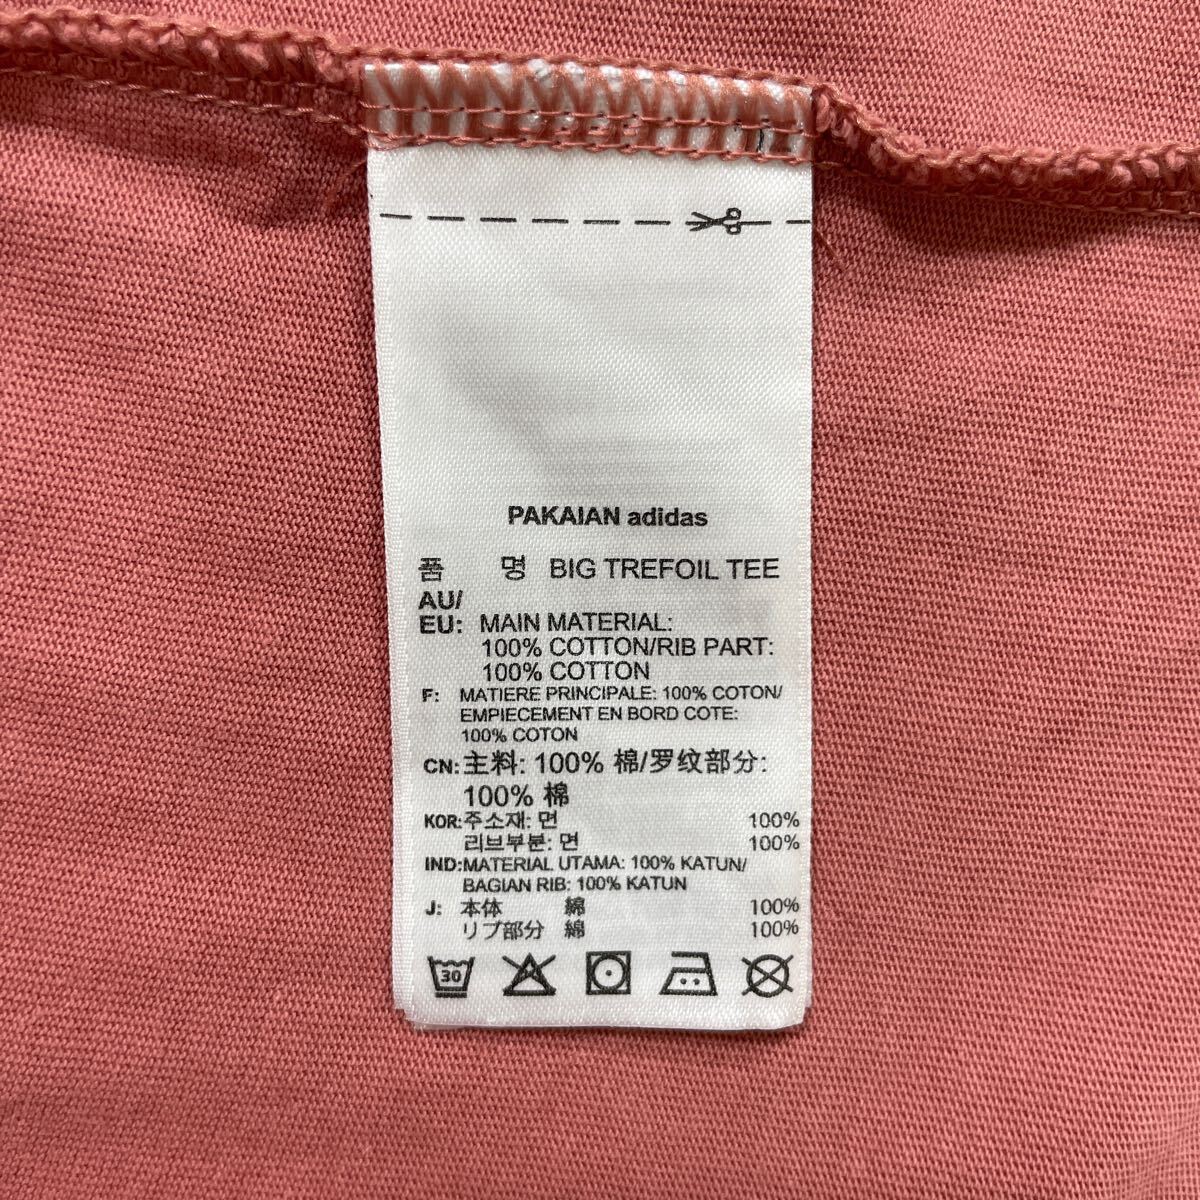 PAKAIAN adidas
품 명 BIG TREFOIL TEE
AU/
EU: MAIN MATERIAL:
100% COTTON/RIB PART:
100% COTTON
F: MATIERE PRINCIPALE: 100% COTON/
EMPIECEMENT EN BORD COTE:
100% COTON
CN: 主料: 100% 棉/罗纹部分:
100% 棉
KOR: 주소재: 면 100%
리브부분: 면 100%
IND: MATERIAL UTAMA: 100% KATUN/
BAGIAN RIB: 100% KATUN
J: 本体 綿 100%
リブ部分 綿 100%
30